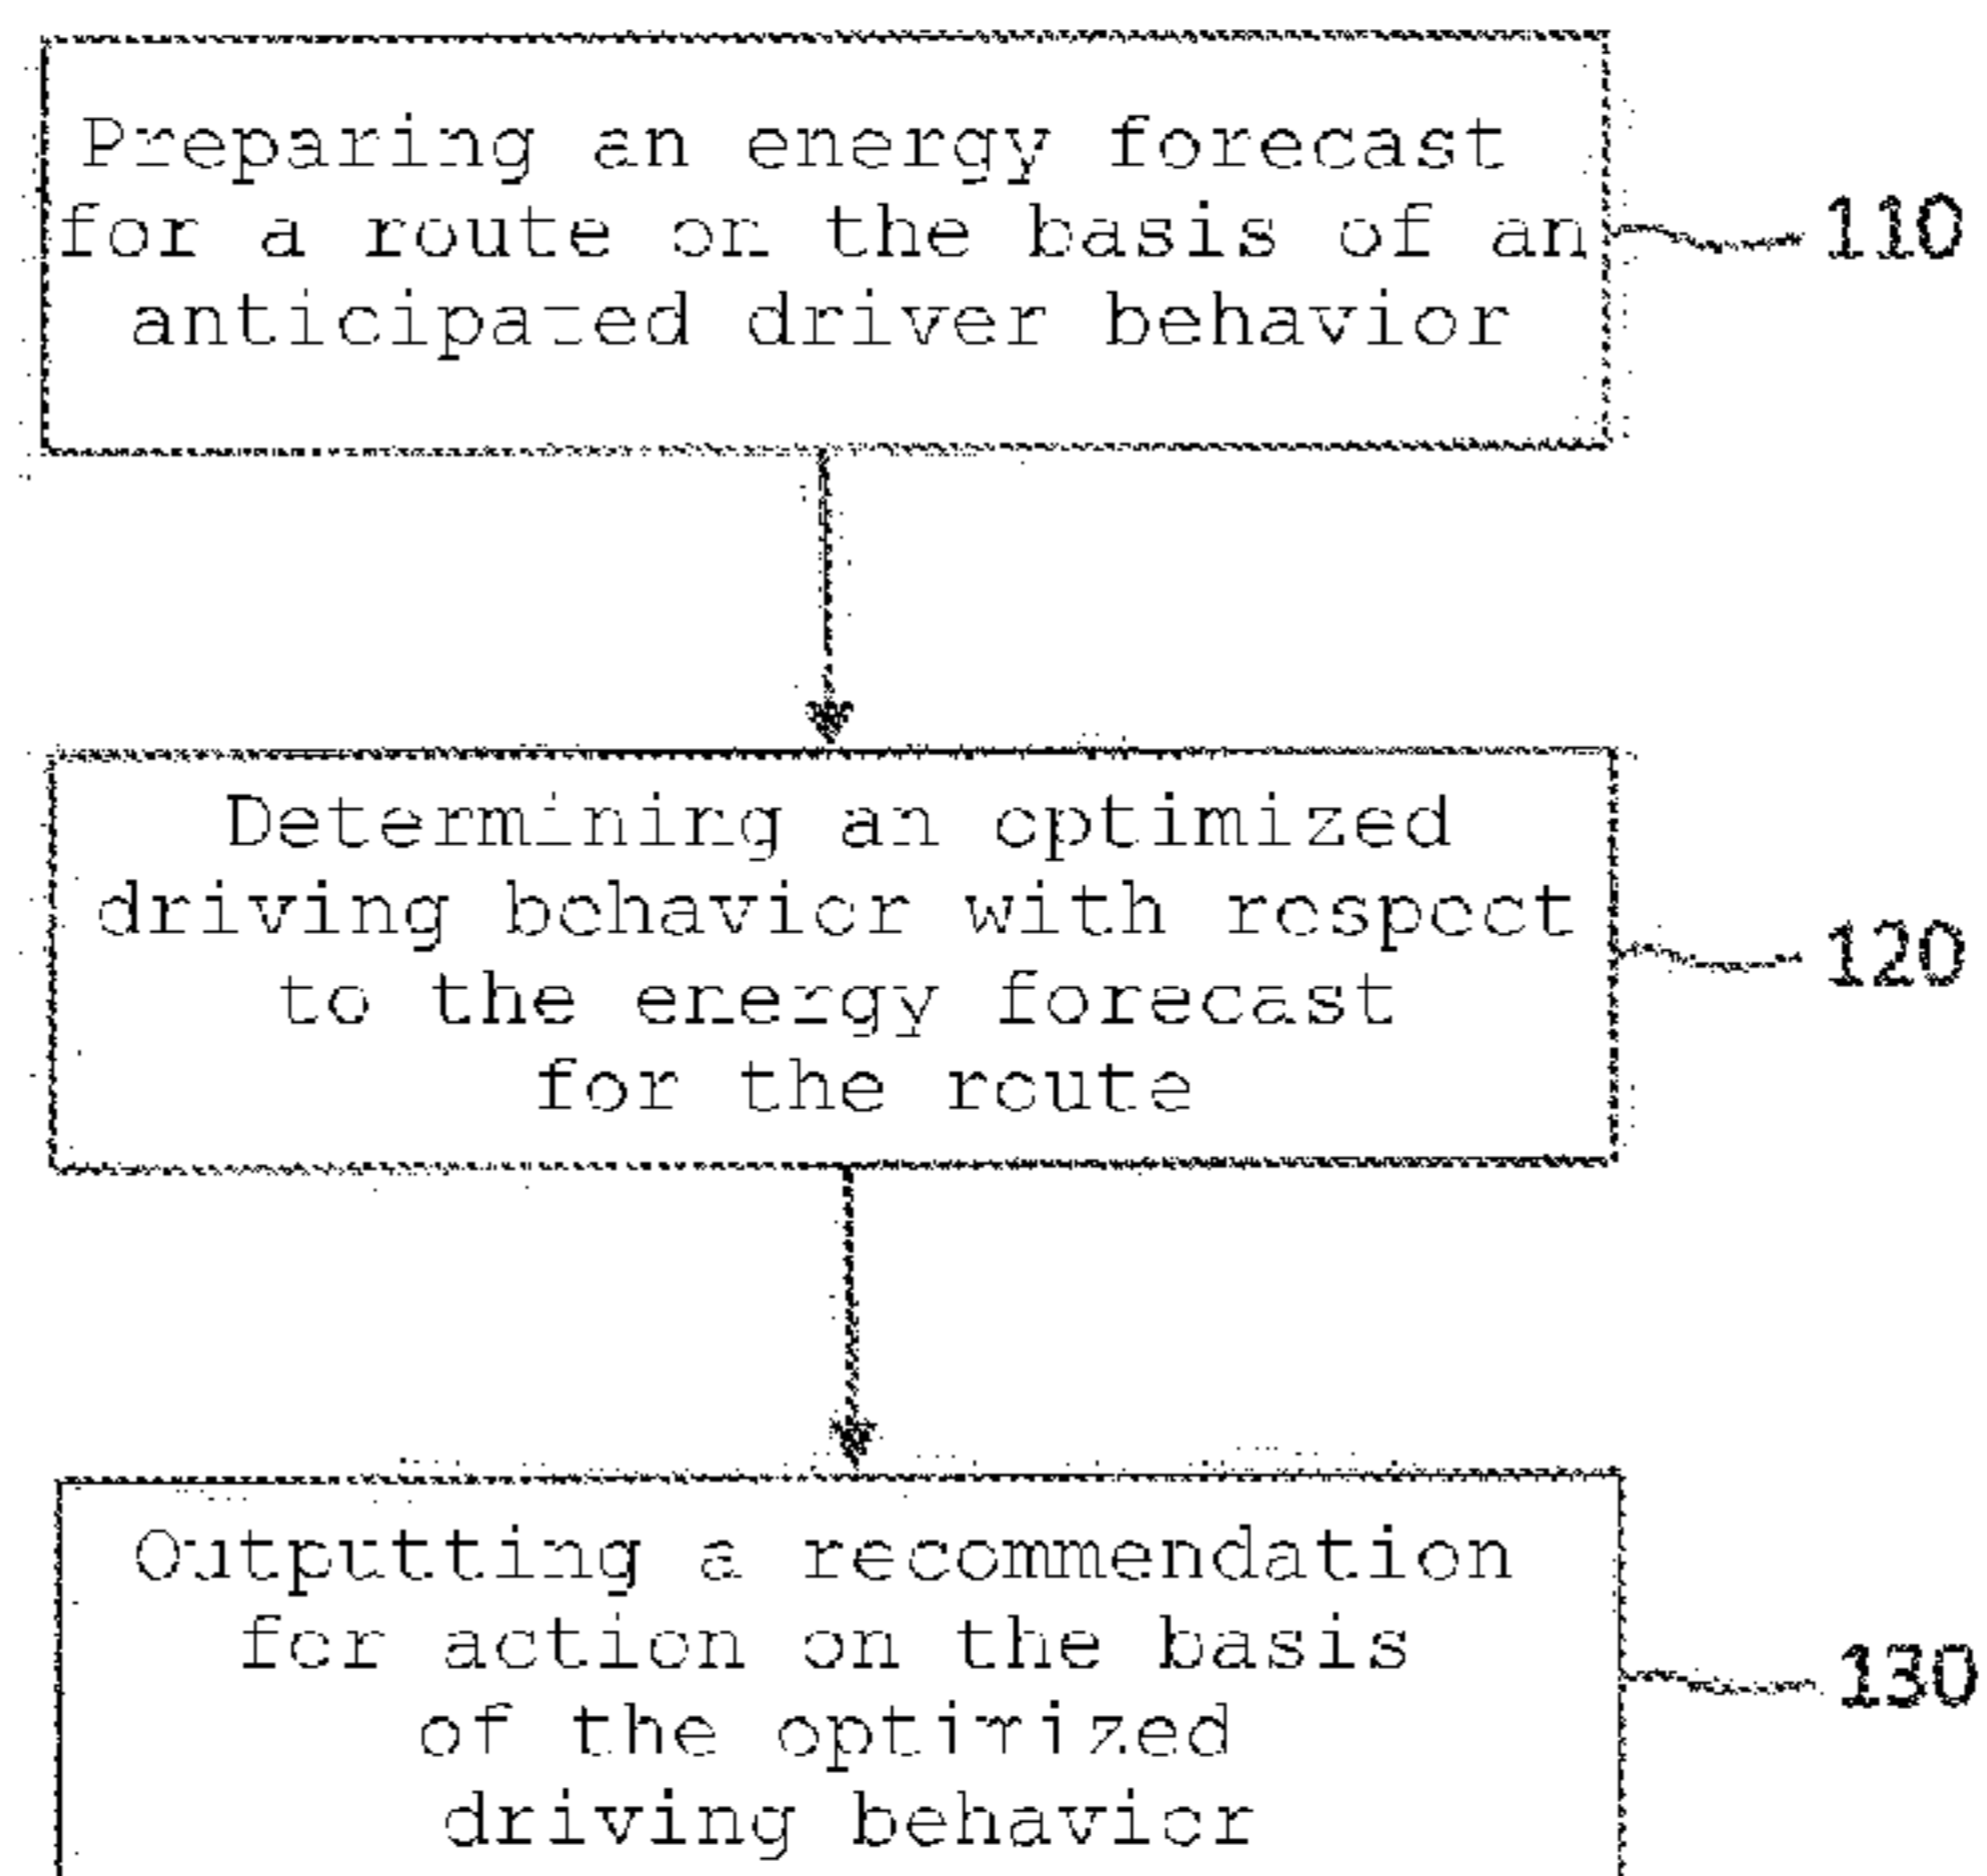 Preparing an energy forecast
for a route on the basis of an
anticipated driver behavior
110
Determining an optimized
driving behavior with respect
to the energy forecast
for the route
120
Outputting a recommendation
for action on the basis
of the optimized
driving behavior
130